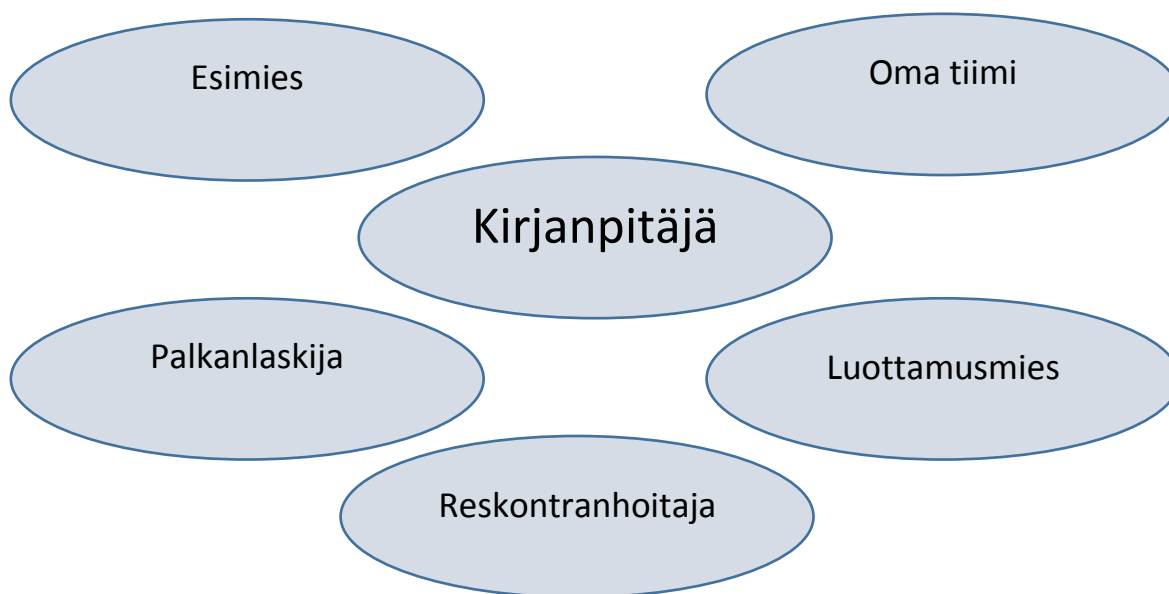 Esimies
Oma tiimi
Kirjanpitäjä
Palkanlaskija
Luottamusmies
Reskontranhoitaja